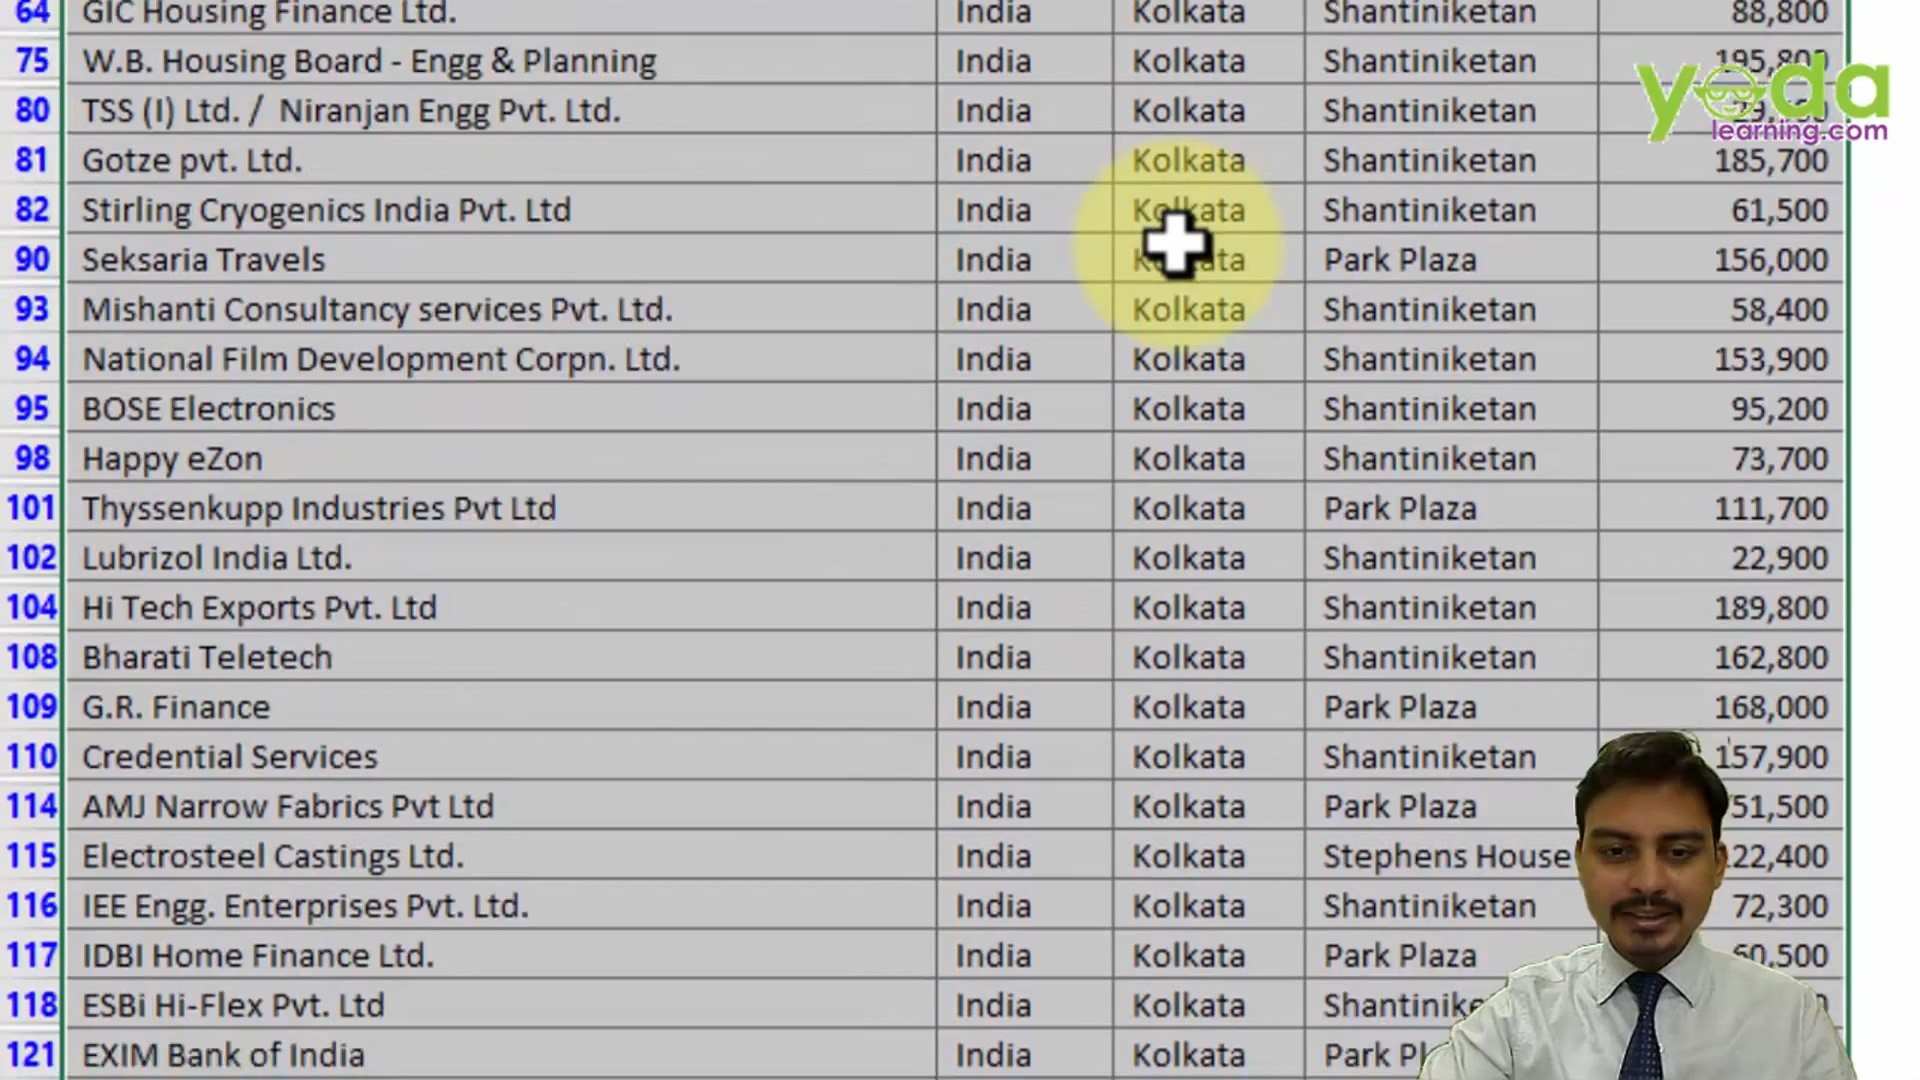 64 GIC Housing Finance Ltd. India Kolkata Shantiniketan 88,800
75 W.B. Housing Board - Engg & Planning India Kolkata Shantiniketan 195,800
80 TSS (I) Ltd. / Niranjan Engg Pvt. Ltd. India Kolkata Shantiniketan
yoda
learning.com
81 Gotze pvt. Ltd. India Kolkata Shantiniketan 185,700
82 Stirling Cryogenics India Pvt. Ltd India Kolkata Shantiniketan 61,500
90 Seksaria Travels India Kolkata Park Plaza 156,000
93 Mishanti Consultancy services Pvt. Ltd. India Kolkata Shantiniketan 58,400
94 National Film Development Corpn. Ltd. India Kolkata Shantiniketan 153,900
95 BOSE Electronics India Kolkata Shantiniketan 95,200
98 Happy eZon India Kolkata Shantiniketan 73,700
101 Thyssenkupp Industries Pvt Ltd India Kolkata Park Plaza 111,700
102 Lubrizol India Ltd. India Kolkata Shantiniketan 22,900
104 Hi Tech Exports Pvt. Ltd India Kolkata Shantiniketan 189,800
108 Bharati Teletech India Kolkata Shantiniketan 162,800
109 G.R. Finance India Kolkata Park Plaza 168,000
110 Credential Services India Kolkata Shantiniketan 157,900
114 AMJ Narrow Fabrics Pvt Ltd India Kolkata Park Plaza
115 Electrosteel Castings Ltd. India Kolkata Stephens House
116 IEE Engg. Enterprises Pvt. Ltd. India Kolkata Shantiniketan 72,300
117 IDBI Home Finance Ltd. India Kolkata Park Plaza
118 ESBi Hi-Flex Pvt. Ltd India Kolkata
121 EXIM Bank of India India Kolkata Park